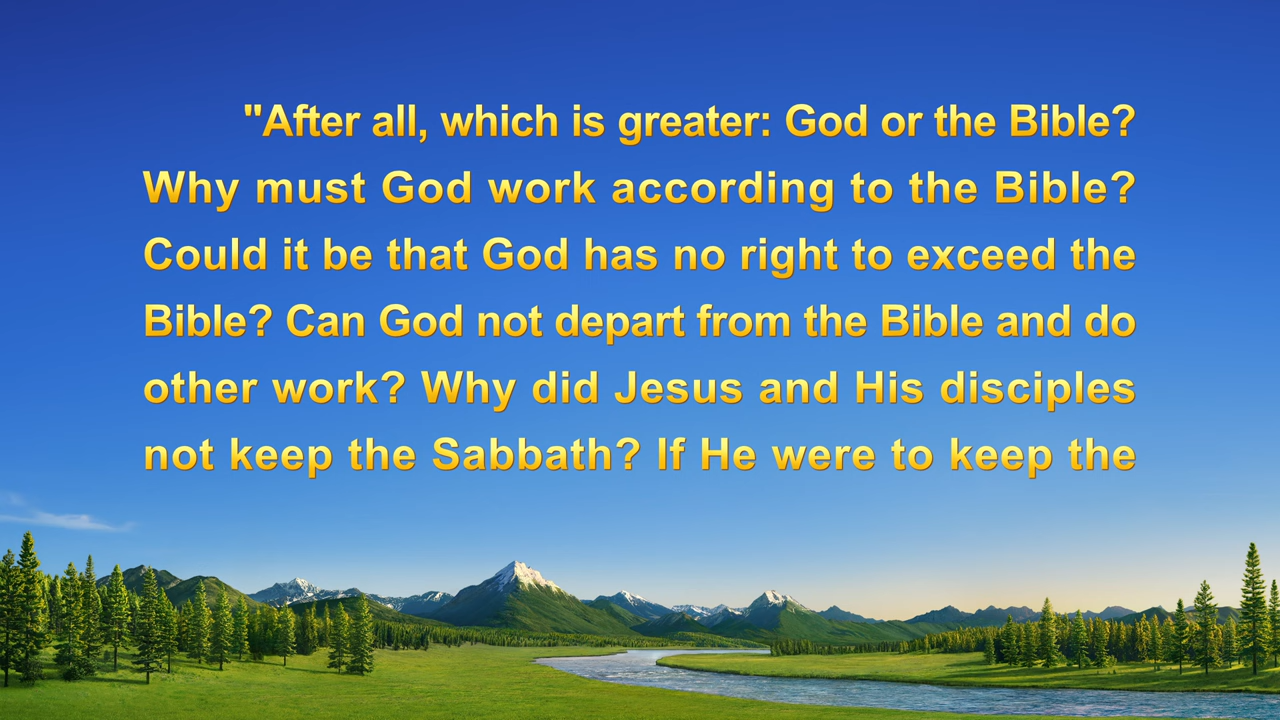 "After all, which is greater: God or the Bible?
Why must God work according to the Bible?
Could it be that God has no right to exceed the
Bible? Can God not depart from the Bible and do
other work? Why did Jesus and His disciples
not keep the Sabbath? If He were to keep the